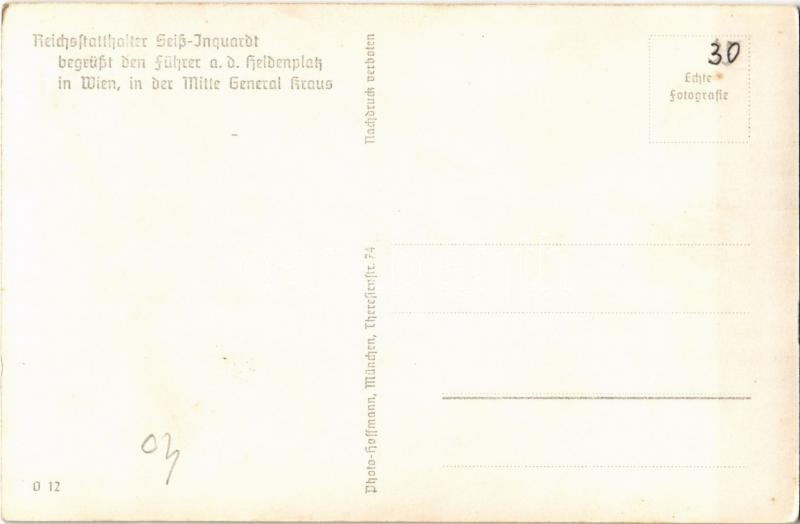 Reichsstatthalter Seiß-Inquardt
begrüßt den Führer a. d. Heldenplatz
in Wien, in der Mitte General Kraus
Nachdruck verboten
Photo-Hoffmann, München, Theresienstr. 74
30
Echte
Fotografie
O 12